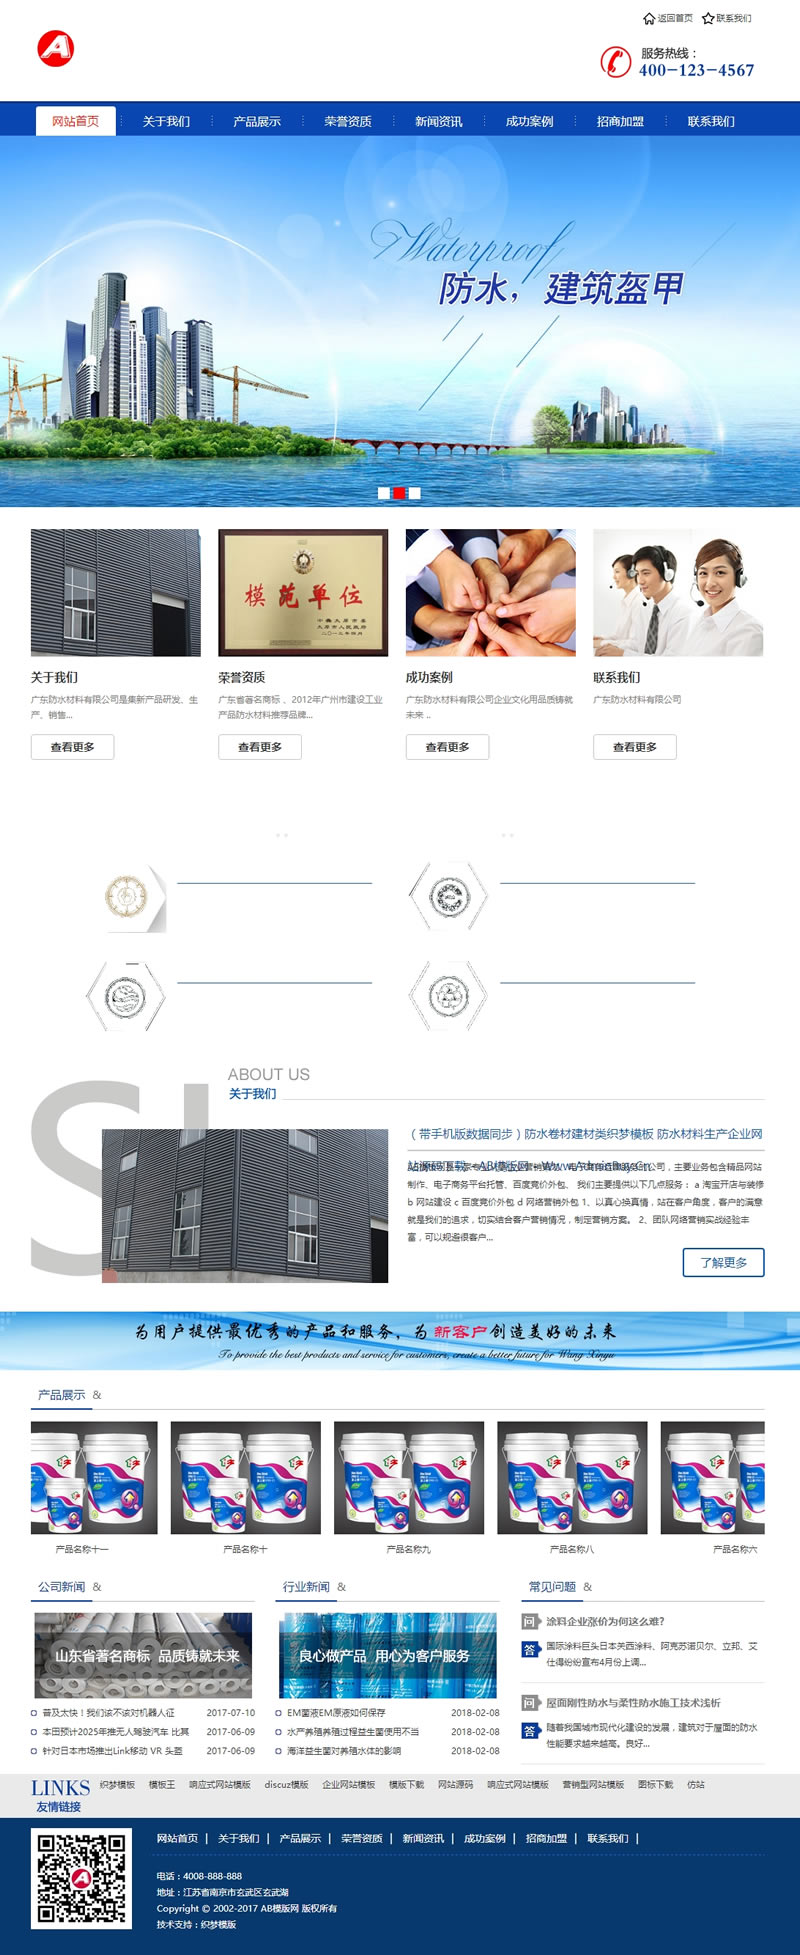 返回首页 联系我们
服务热线：
400-123-4567
网站首页 关于我们 产品展示 荣誉资质 新闻资讯 成功案例 招商加盟 联系我们
Waterproof
防水，建筑盔甲
模范单位
关于我们 荣誉资质 成功案例 联系我们
广东防水材料有限公司是集新产品研发、生产、销售...
广东省著名商标 、2012年广州市建设工业产品防水材料推荐品牌...
广东防水材料有限公司企业文化用品质铸就未来 ..
广东防水材料有限公司
查看更多 查看更多 查看更多 查看更多
ABOUT US
关于我们
（带手机版数据同步）防水卷材建材类织梦模板 防水材料生产企业网
公司，主要业务包含精品网站
制作、电子商务平台托管、百度竞价外包、 我们主要提供以下几点服务： a 淘宝开店与装修
b 网站建设 c 百度竞价外包 d 网络营销外包 1、以真心换真情，站在客户角度，客户的满意
就是我们的追求，切实结合客户营销情况，制定营销方案。 2、团队网络营销实战经验丰
富，可以规避很客户...
了解更多
为用户提供最优秀的产品和服务，为 新客户 创造美好的未来
To provide the best products and service for customers, create a better future for Wang Xinyu
产品展示 &
产品名称十一 产品名称十 产品名称九 产品名称八 产品名称六
公司新闻 & 行业新闻 & 常见问题 &
山东省著名商标 品质铸就未来
良心做产品 用心为客户服务
普及太快！我们该不该对机器人征 2017-07-10
本田预计2025年推无人驾驶汽车 比莫 2017-06-09
针对日本市场推出Link移动 VR 头盔 2017-06-09
EM菌液EM原液如何保存 2018-02-08
水产养殖养殖过程益生菌使用不当 2018-02-08
海洋益生菌对养殖水体的影响 2018-02-08
问 涂料企业涨价为何这么难？
答 国际涂料巨头日本关西涂料、阿克苏诺贝尔、立邦、艾
仕得纷纷宣布4月份上调...
问 屋面刚性防水与柔性防水施工技术浅析
答 随着我国城市现代化建设的发展，建筑对于屋面的防水
性能要求越来越高。良好...
LINKS
友情链接
织梦模板 模板王 响应式网站模版 discuz模版 企业网站模板 模版下载 网站源码 响应式网站模版 营销型网站模版 图标下载 仿站
网站首页 | 关于我们 | 产品展示 | 荣誉资质 | 新闻资讯 | 成功案例 | 招商加盟 | 联系我们 |
电话：4008-888-888
地址：江苏省南京市玄武区玄武湖
Copyright © 2002-2017 AB模版网 版权所有
技术支持：织梦模版